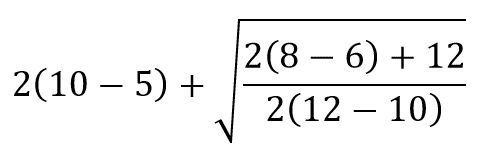 2(10 − 5) + √((2(8 − 6) + 12)/(2(12 − 10)))